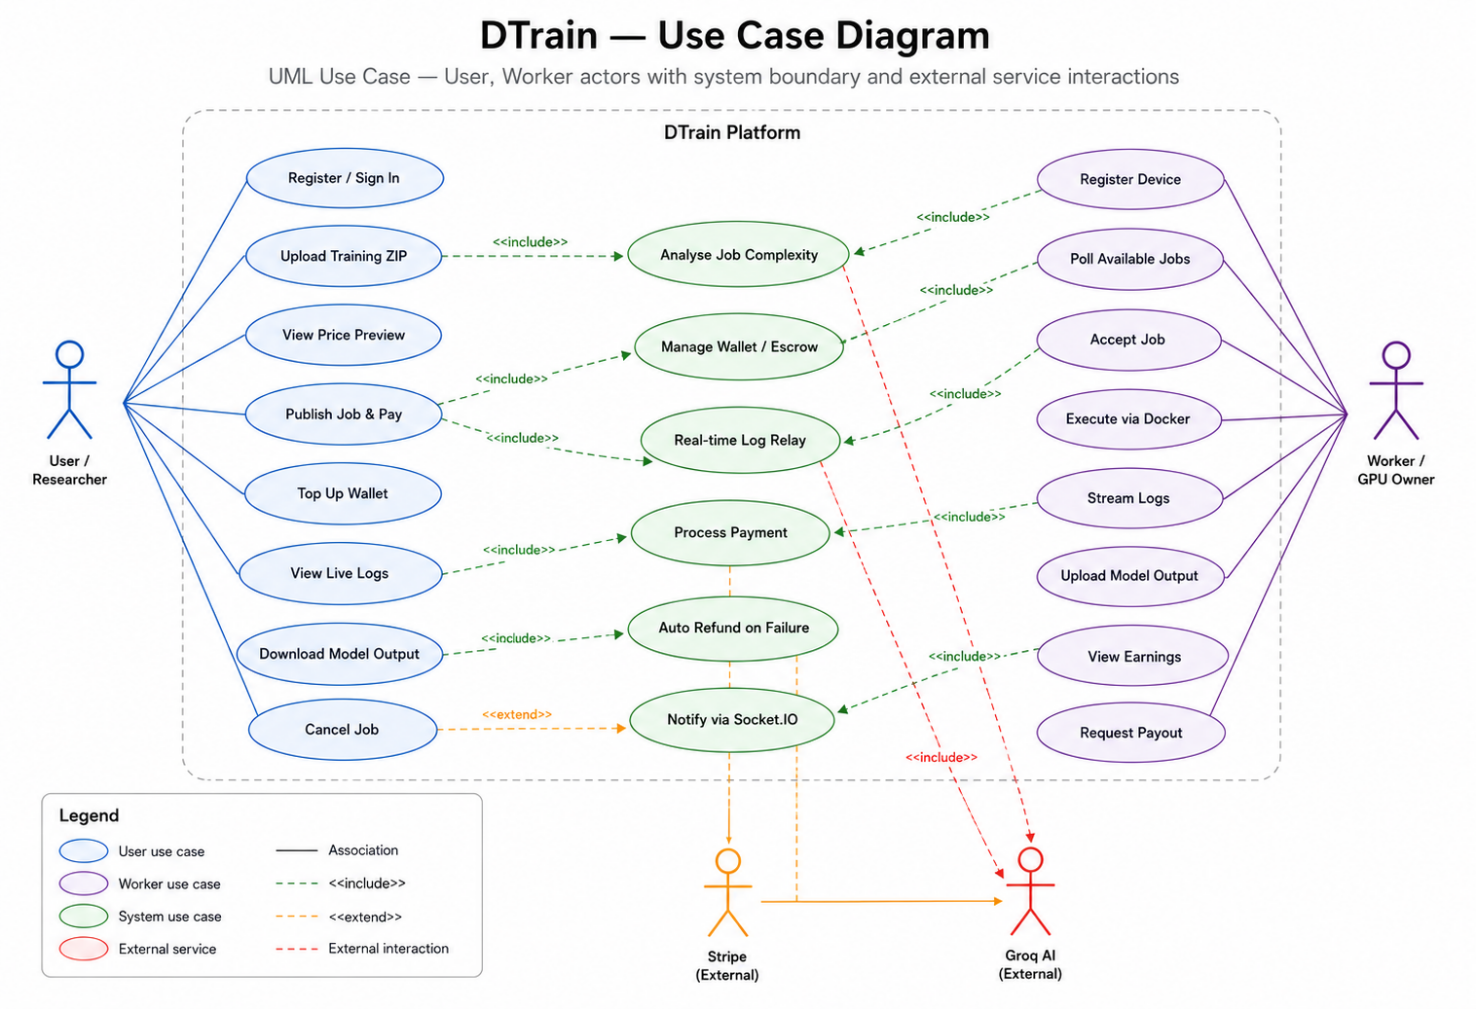 DTrain — Use Case Diagram
UML Use Case — User, Worker actors with system boundary and external service interactions
DTrain Platform
Register / Sign In
Upload Training ZIP
View Price Preview
Publish Job & Pay
Top Up Wallet
View Live Logs
Download Model Output
Cancel Job
User /
Researcher
<<include>>
<<include>>
<<include>>
<<include>>
<<include>>
<<extend>>
Analyse Job Complexity
Manage Wallet / Escrow
Real-time Log Relay
Process Payment
Auto Refund on Failure
Notify via Socket.IO
<<include>>
<<include>>
<<include>>
<<include>>
<<include>>
<<include>>
Register Device
Poll Available Jobs
Accept Job
Execute via Docker
Stream Logs
Upload Model Output
View Earnings
Request Payout
Worker /
GPU Owner
Legend
User use case
Worker use case
System use case
External service
Association
<<include>>
<<extend>>
External interaction
Stripe
(External)
Groq AI
(External)